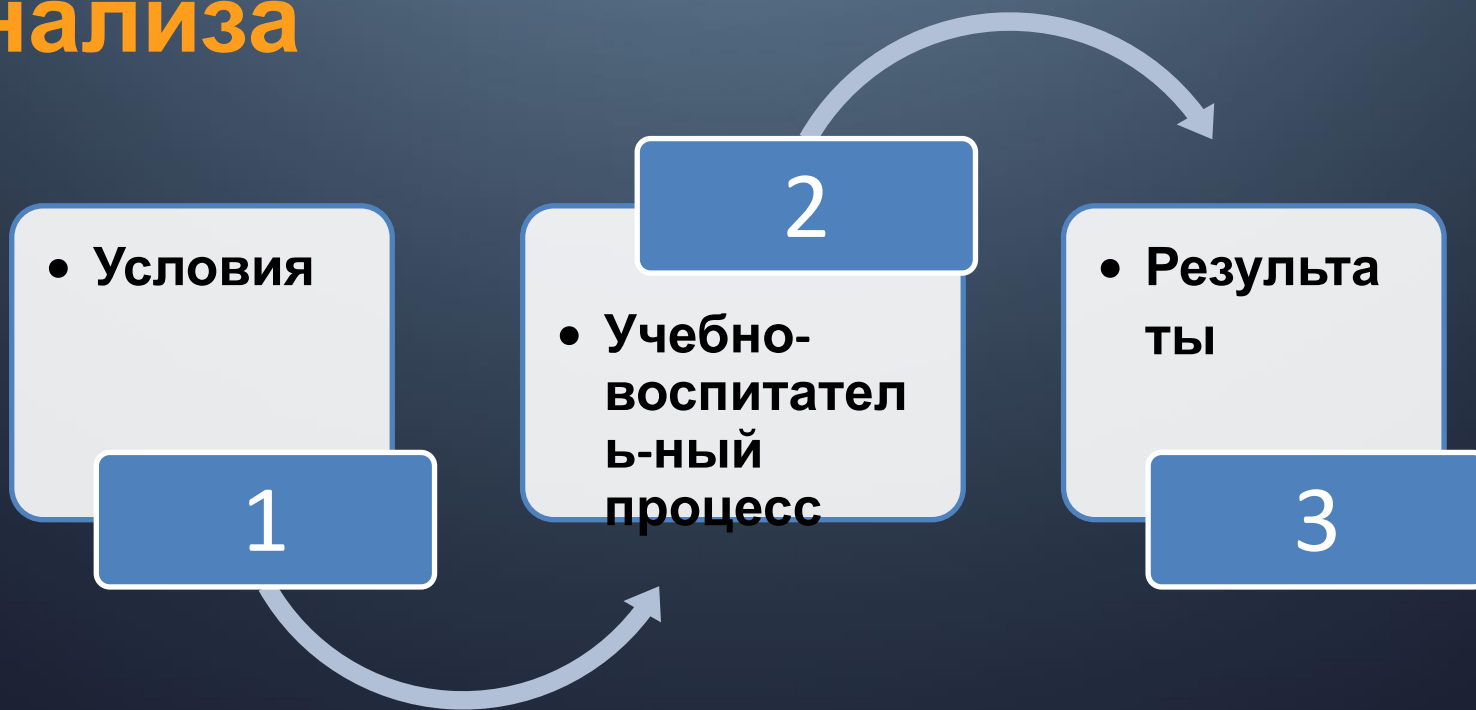 нализа
• Условия
1
2
• Учебно-
воспитател
ь-ный
процесс
• Результа
ты
3